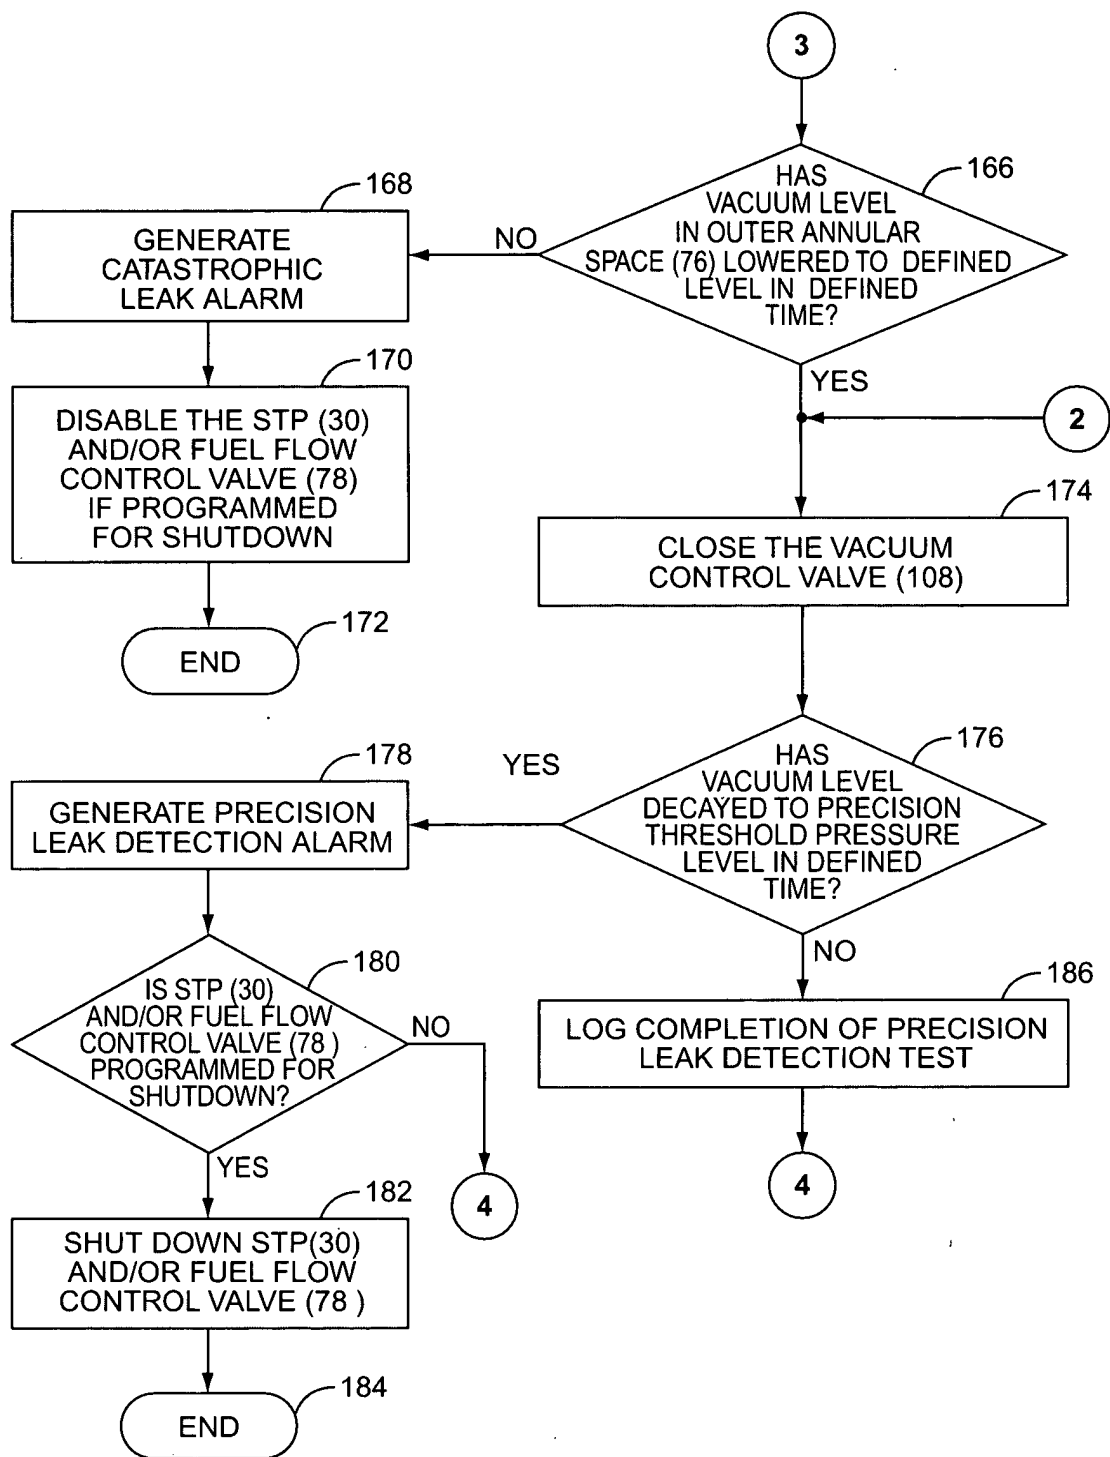 3
166
HAS
VACUUM LEVEL
IN OUTER ANNULAR
SPACE (76) LOWERED TO DEFINED
LEVEL IN DEFINED
TIME?
NO
168
GENERATE
CATASTROPHIC
LEAK ALARM
170
DISABLE THE STP (30)
AND/OR FUEL FLOW
CONTROL VALVE (78)
IF PROGRAMMED
FOR SHUTDOWN
172
END
YES
2
174
CLOSE THE VACUUM
CONTROL VALVE (108)
176
HAS
VACUUM LEVEL
DECAYED TO PRECISION
THRESHOLD PRESSURE
LEVEL IN DEFINED
TIME?
YES
178
GENERATE PRECISION
LEAK DETECTION ALARM
180
IS STP (30)
AND/OR FUEL FLOW
CONTROL VALVE (78 )
PROGRAMMED FOR
SHUTDOWN?
NO
4
YES
182
SHUT DOWN STP(30)
AND/OR FUEL FLOW
CONTROL VALVE (78 )
184
END
NO
186
LOG COMPLETION OF PRECISION
LEAK DETECTION TEST
4